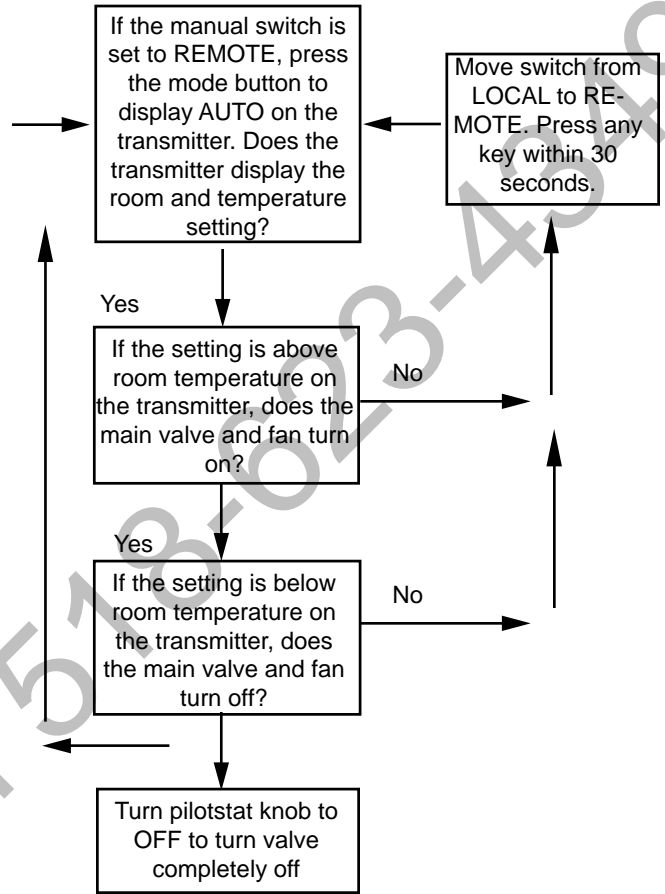 If the manual switch is
set to REMOTE, press
the mode button to
display AUTO on the
transmitter. Does the
transmitter display the
room and temperature
setting?
Move switch from
LOCAL to RE-
MOTE. Press any
key within 30
seconds.
Yes
If the setting is above
room temperature on
the transmitter, does the
main valve and fan turn
on?
No
Yes
If the setting is below
room temperature on
the transmitter, does
the main valve and fan
turn off?
No
Turn pilotstat knob to
OFF to turn valve
completely off
518-623-434